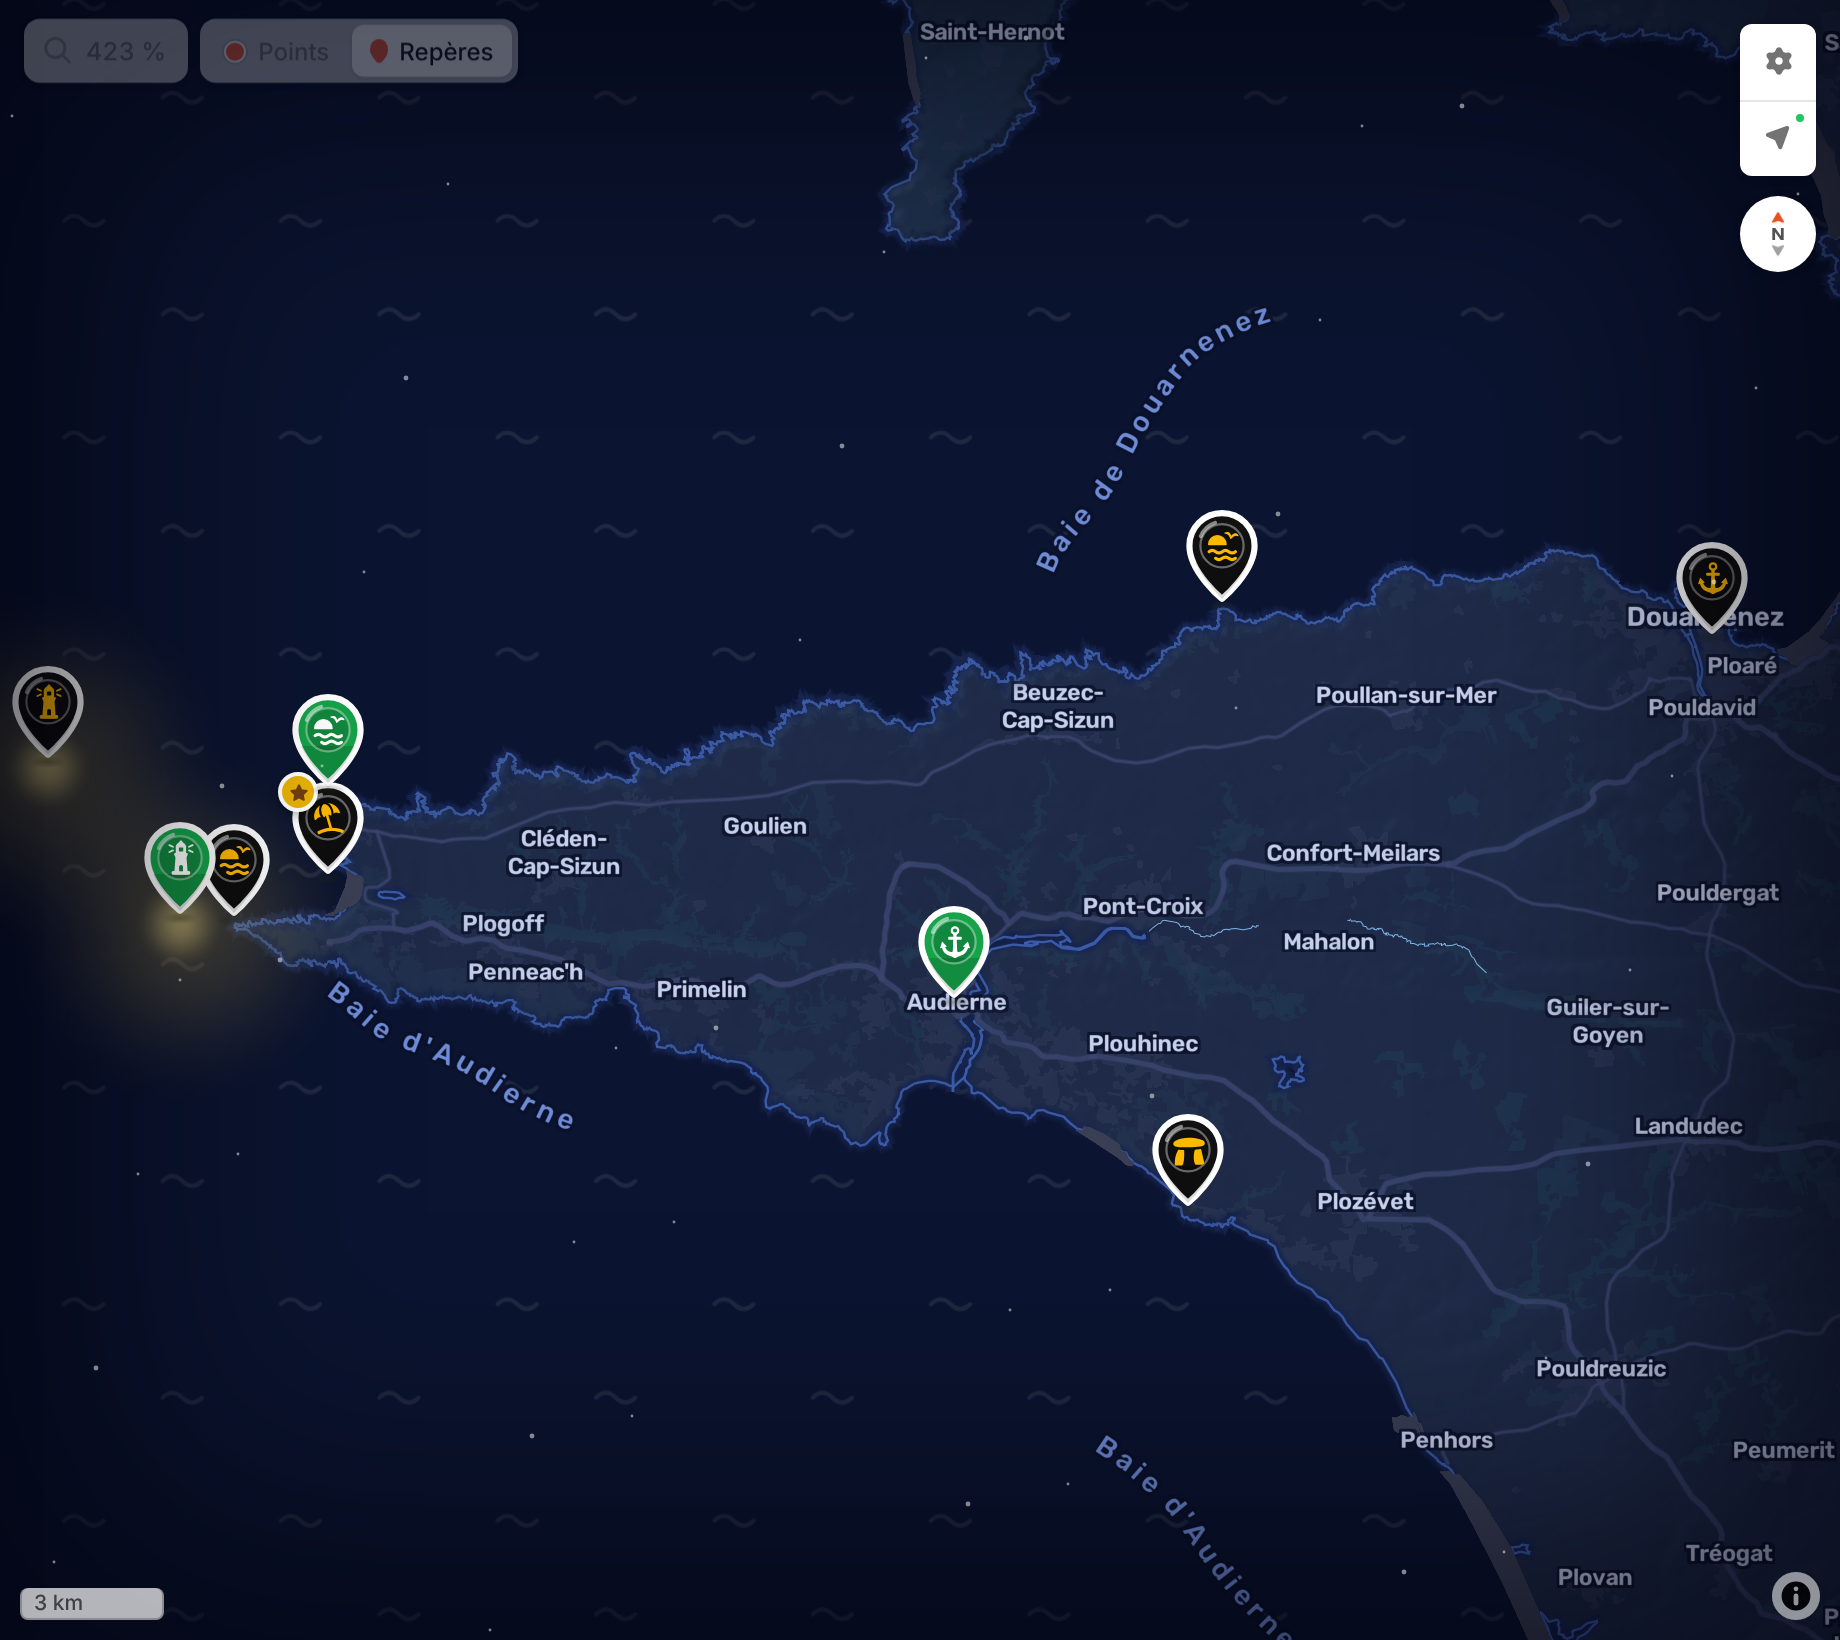 423 %
Points
Repères
Saint-Hernot
S
N
Baie de Douarnenez
Ploaré
Pouldavid
Beuzec-
Cap-Sizun
Poullan-sur-Mer
Goulien
Cléden-
Cap-Sizun
Confort-Meilars
Pouldergat
Pont-Croix
Plogoff
Mahalon
Penneac'h
Primelin
Audierne
Guiler-sur-
Goyen
Baie d'Audierne
Plouhinec
Landudec
Plozévet
Pouldreuzic
Penhors
Peumerit
Baie d'Audierne
Tréogat
Plovan
3 km
P